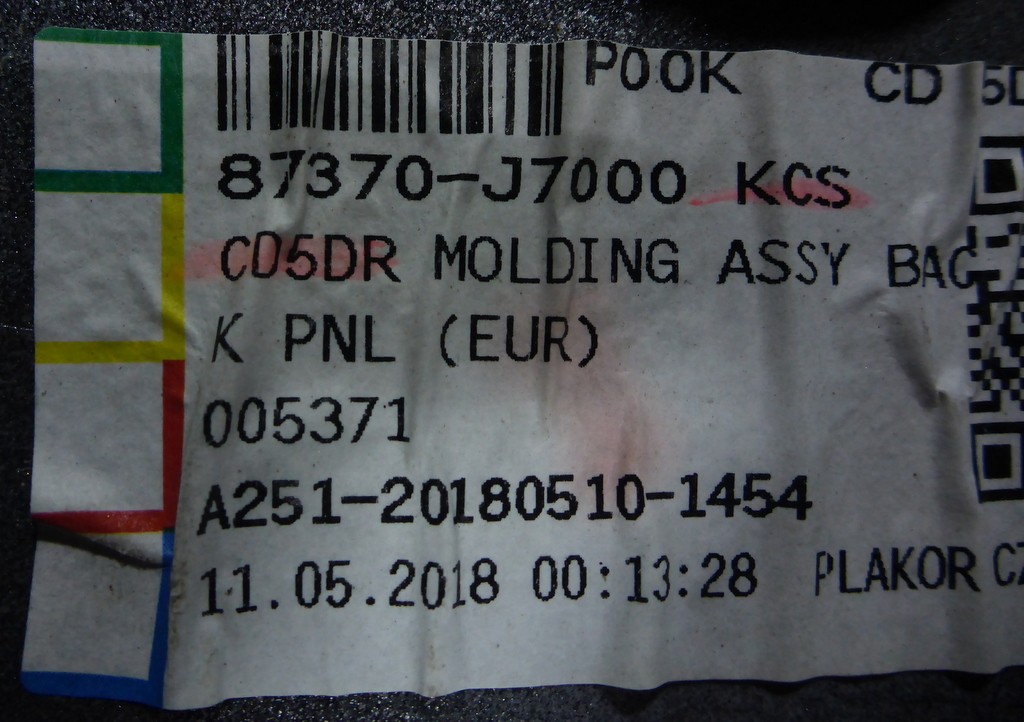 P00K CD 5D
87370-J7000 KCS
CD5DR MOLDING ASSY BAC
K PNL (EUR)
005371
A251-20180510-1454
11.05.2018 00:13:28 PLAKOR CZ